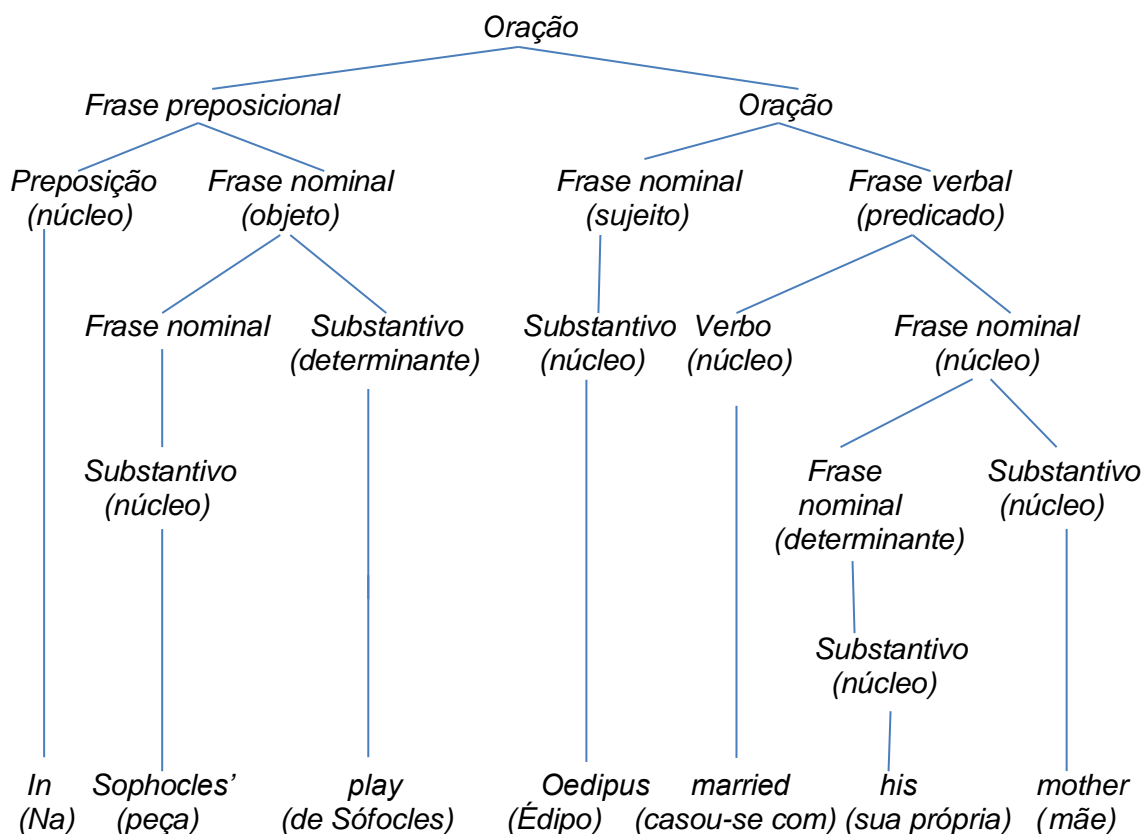 Oração
Frase preposicional Oração
Preposição Frase nominal Frase nominal Frase verbal
(núcleo) (objeto) (sujeito) (predicado)
Frase nominal Substantivo Substantivo Verbo Frase nominal
(determinante) (núcleo) (núcleo) (núcleo)
Substantivo Frase Substantivo
(núcleo) nominal (núcleo)
(determinante)
Substantivo
(núcleo)
In Sophocles’ play Oedipus married his mother
(Na) (peça) (de Sófocles) (Édipo) (casou-se com) (sua própria) (mãe)